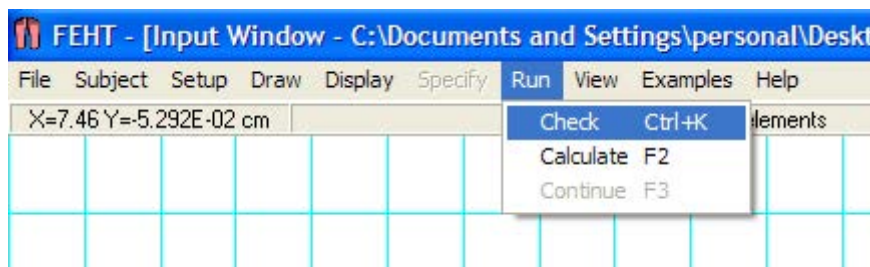 FEHT - [Input Window - C:\Documents and Settings\personal\Deskt
File Subject Setup Draw Display Specify Run View Examples Help
X=7.46 Y=-5.292E-02 cm lements
Check Ctrl+K
Calculate F2
Continue F3